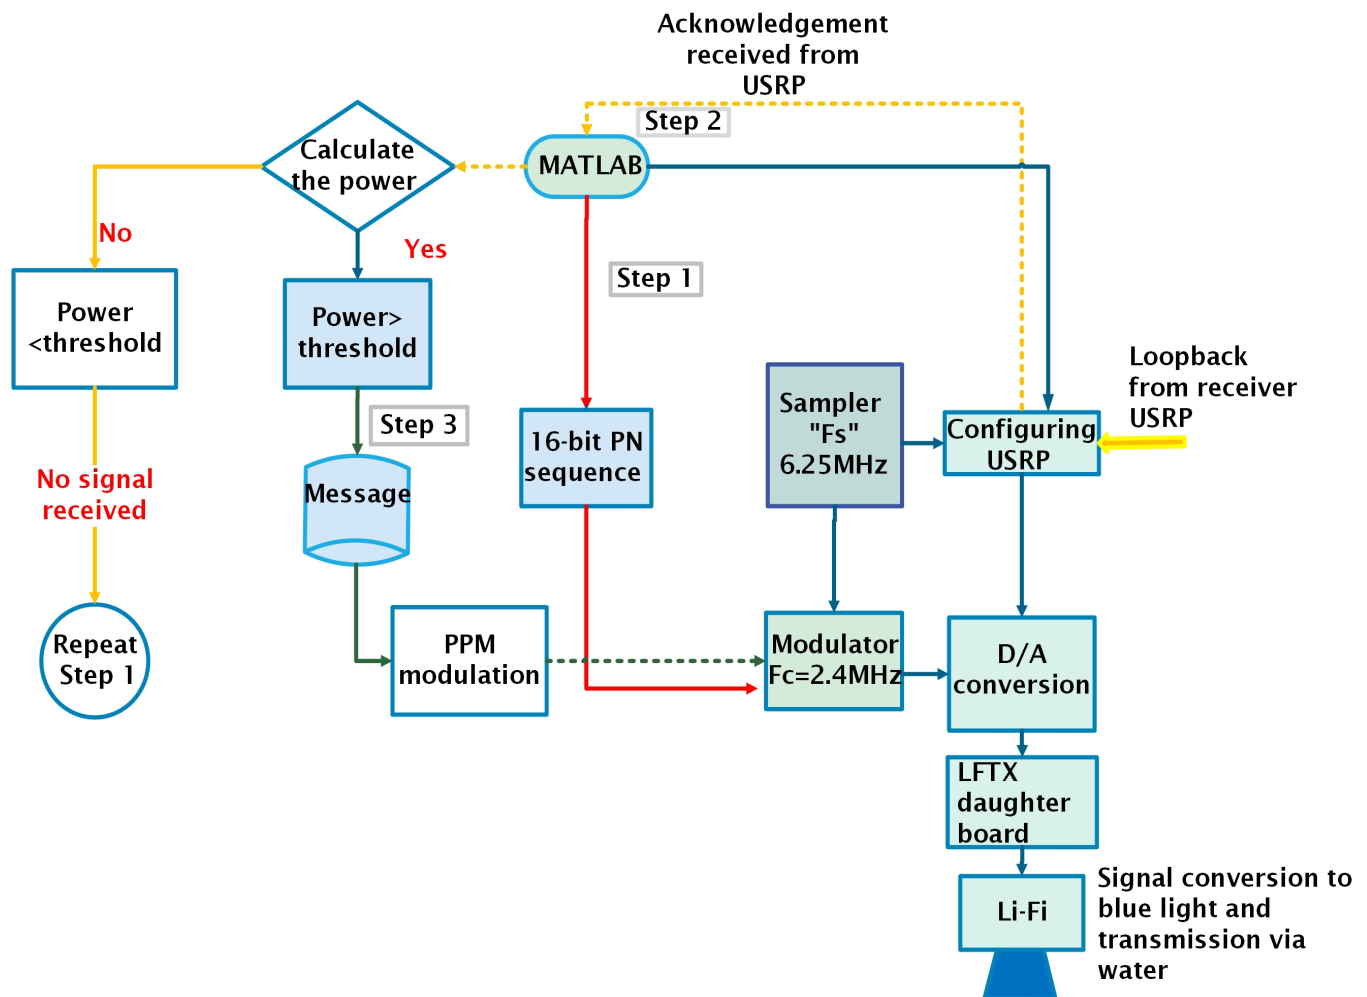 Acknowledgement
received from
USRP
Step 2
Calculate
the power
MATLAB
No
Yes
Step 1
Power
<threshold
Power>
threshold
Loopback
from receiver
USRP
Sampler
"Fs"
6.25MHz
Step 3
16-bit PN
sequence
Configuring
USRP
No signal
received
Message
Repeat
Step 1
PPM
modulation
Modulator
Fc=2.4MHz
D/A
conversion
LFTX
daughter
board
Li-Fi
Signal conversion to
blue light and
transmission via
water